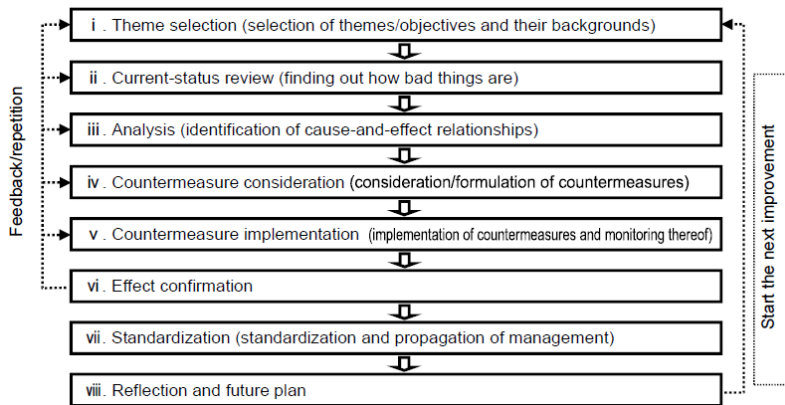 i . Theme selection (selection of themes/objectives and their backgrounds)
ii . Current-status review (finding out how bad things are)
iii . Analysis (identification of cause-and-effect relationships)
iv . Countermeasure consideration (consideration/formulation of countermeasures)
v . Countermeasure implementation (implementation of countermeasures and monitoring thereof)
vi . Effect confirmation
vii . Standardization (standardization and propagation of management)
viii . Reflection and future plan
Feedback/repetition
Start the next improvement